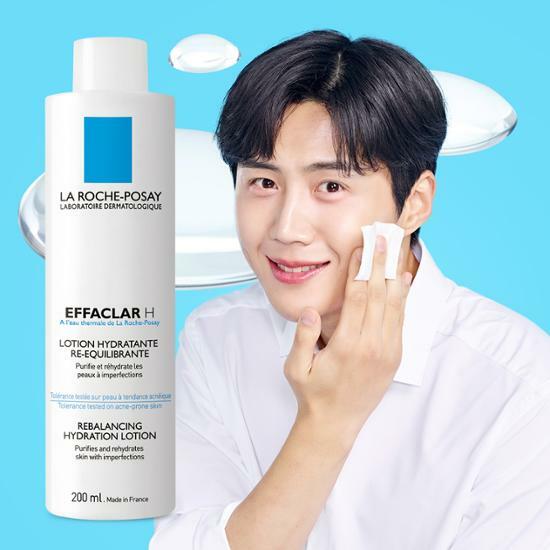 LA ROCHE-POSAY
LABORATOIRE DERMATOLOGIQUE
EFFACLAR H
A l'eau thermale de La Roche-Posay
LOTION HYDRATANTE
RE-EQUILIBRANTE
Purifie et réhydrate les
peaux à imperfections
Tolérance testée sur peau à tendance acnéique
Tolerance tested on acne-prone skin
REBALANCING
HYDRATION LOTION
Purifies and rehydrates
skin with imperfections
200 ml. Made in France